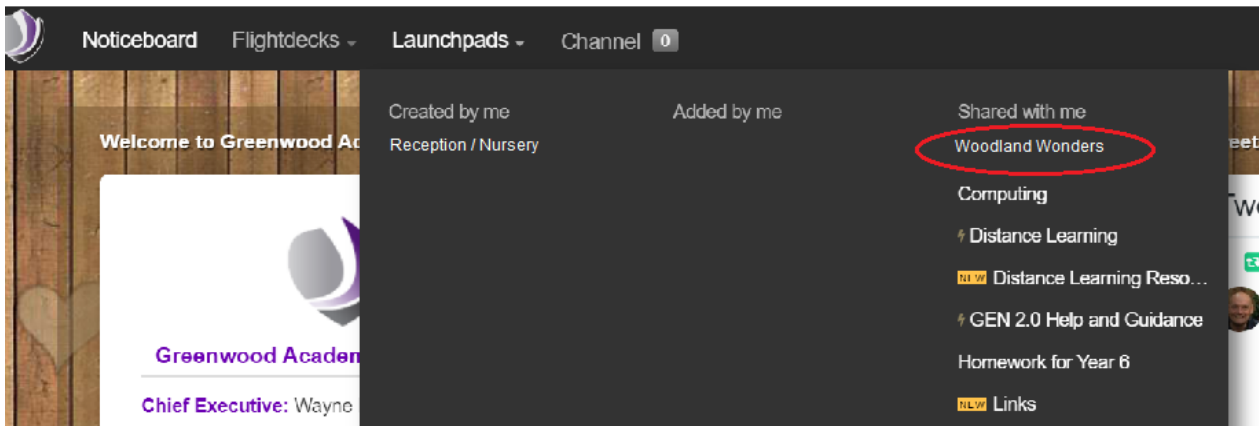 Noticeboard Flightdecks Launchpads Channel 0
Created by me Added by me Shared with me
Reception / Nursery
Woodland Wonders
Computing
Distance Learning
NEW Distance Learning Reso...
GEN 2.0 Help and Guidance
Homework for Year 6
NEW Links
Welcome to Greenwood
Greenwood
Chief Executive: Wayne